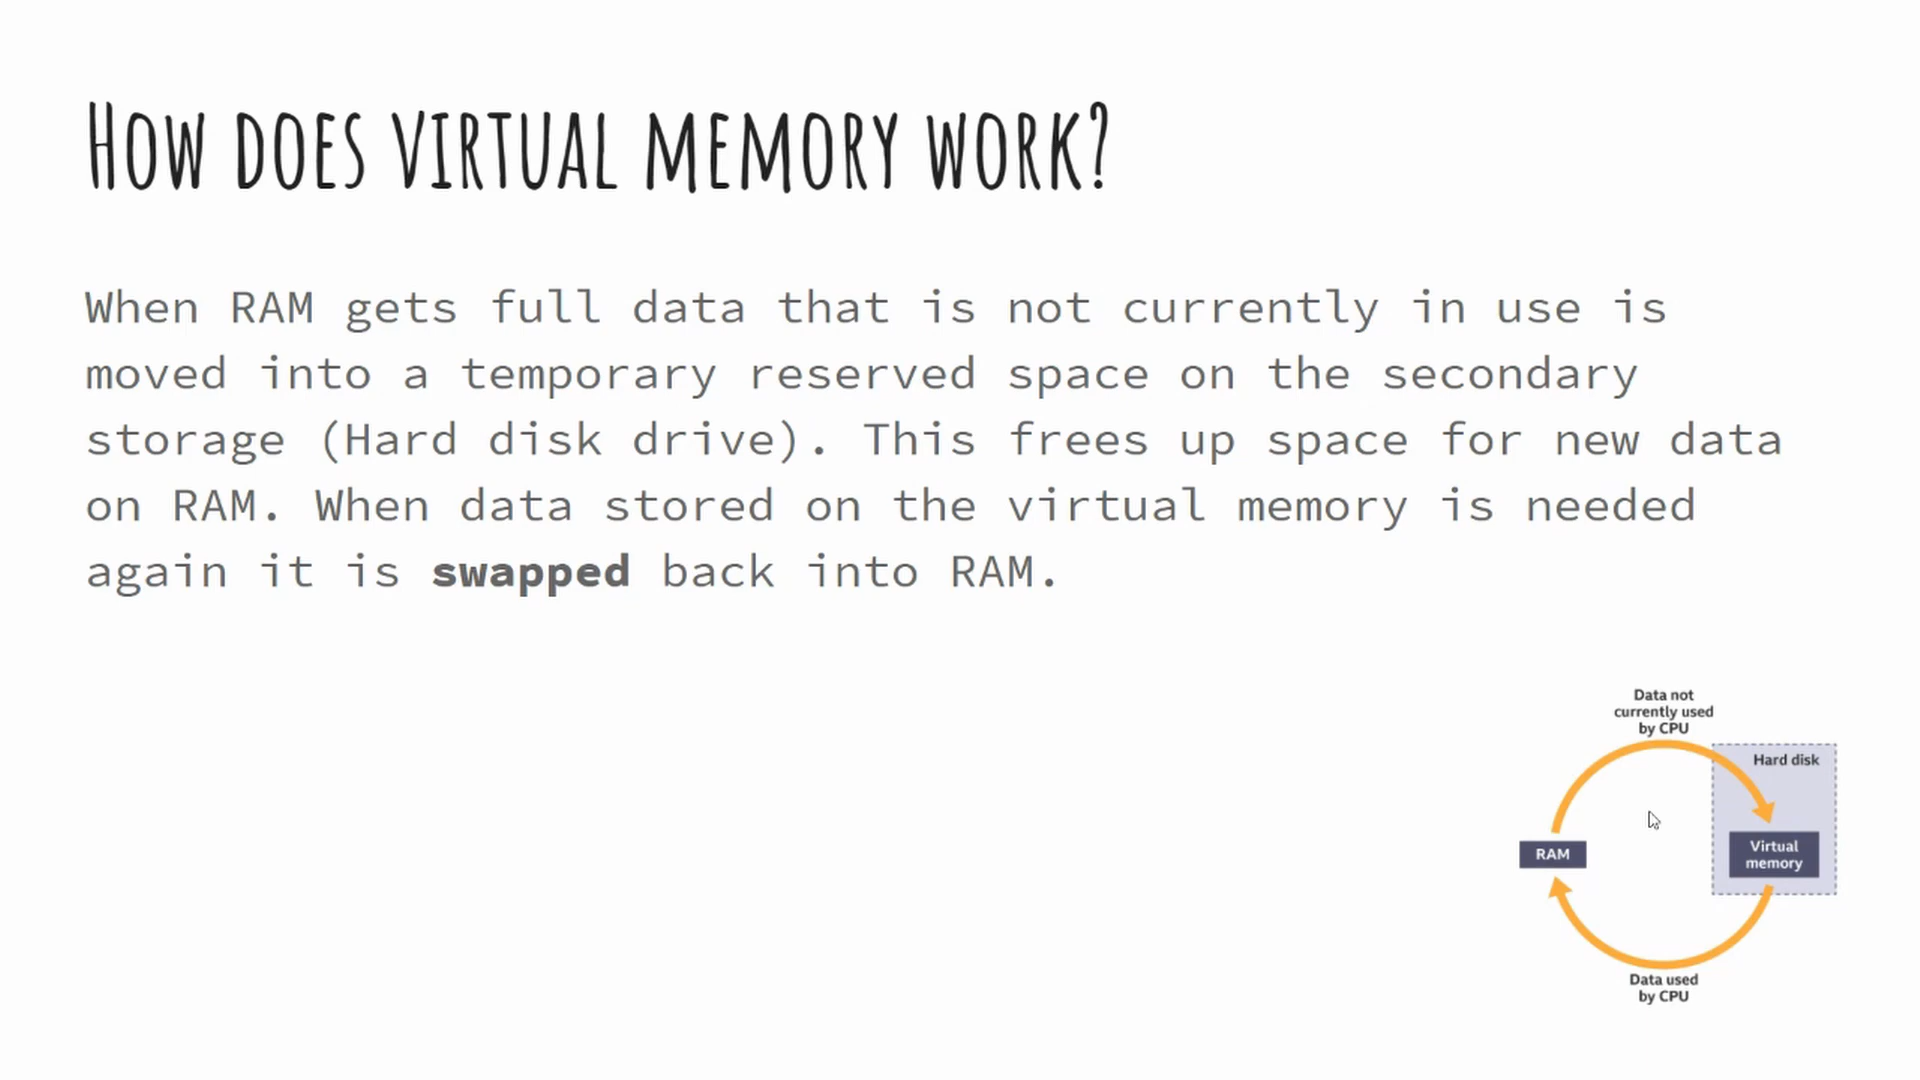 How does virtual memory work?
When RAM gets full data that is not currently in use is
moved into a temporary reserved space on the secondary
storage (Hard disk drive). This frees up space for new data
on RAM. When data stored on the virtual memory is needed
again it is swapped back into RAM.
Data not
currently used
by CPU
Hard disk
RAM
Virtual
memory
Data used
by CPU